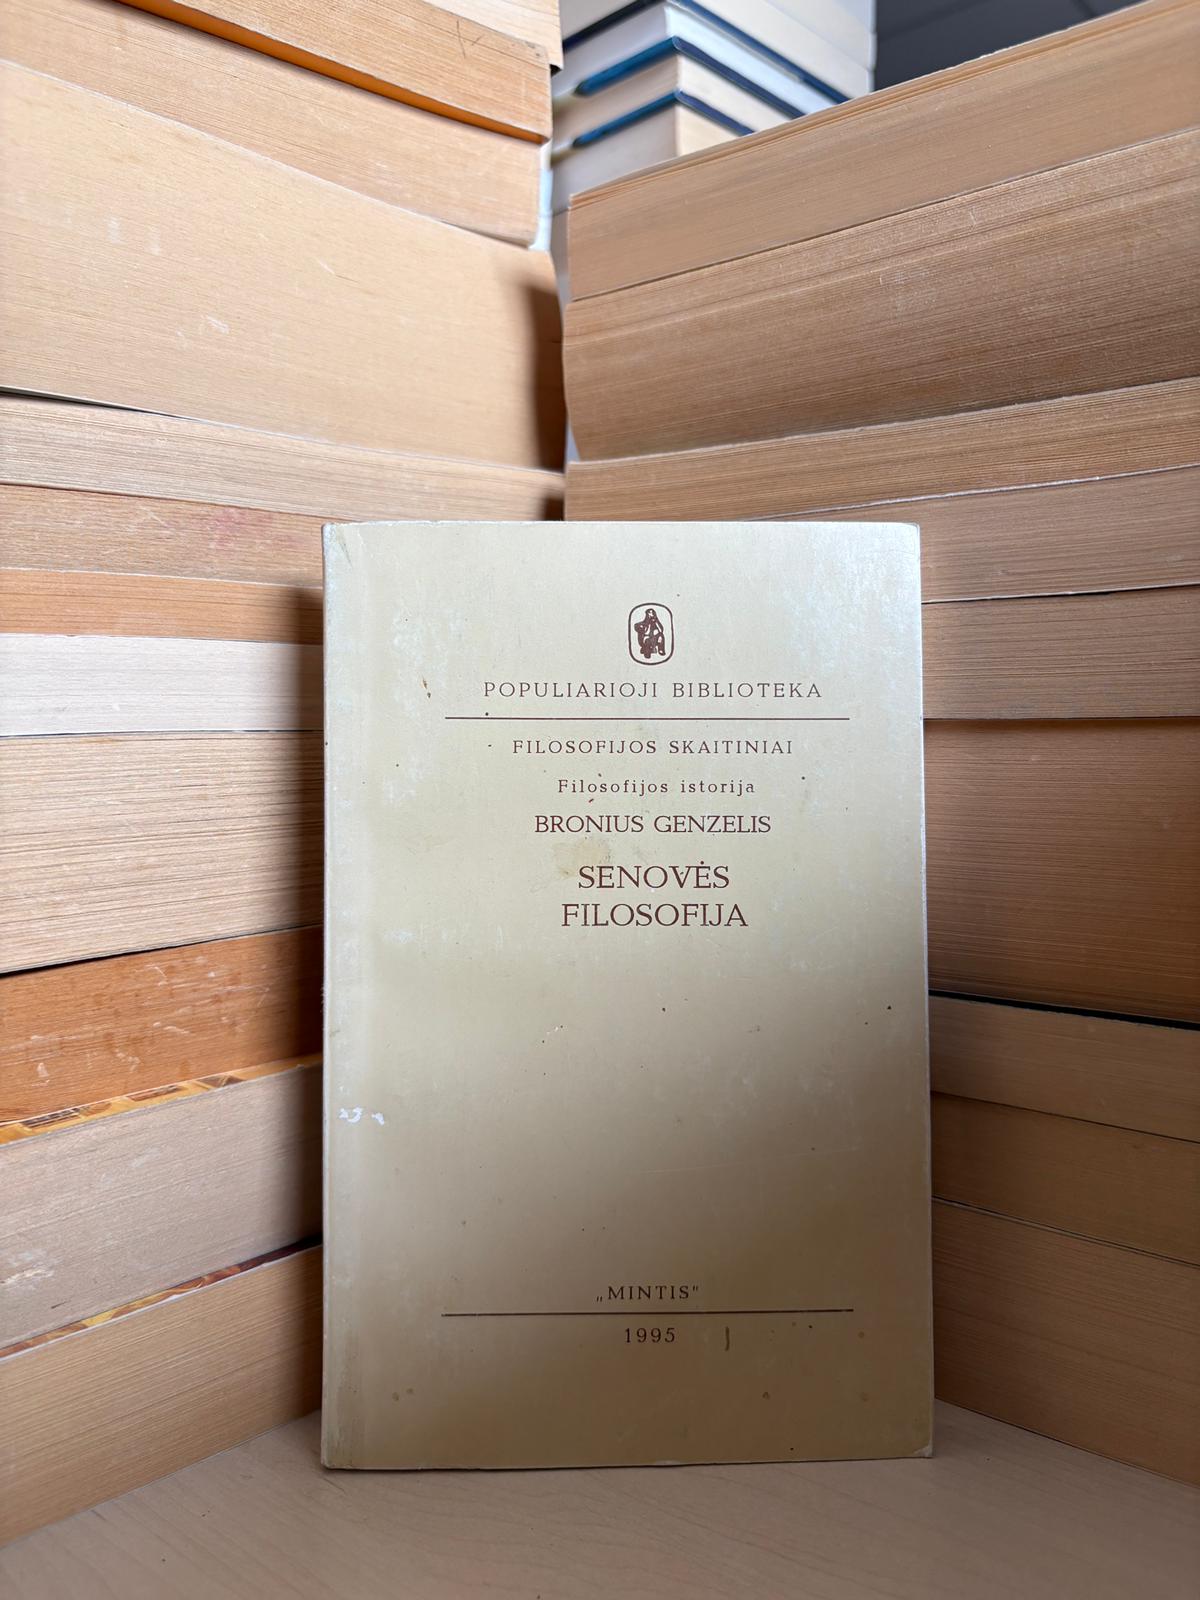 POPULIARIOJI BIBLIOTEKA
FILOSOFIJOS SKAITINIAI
Filosofijos istorija
BRONIUS GENZELIS
SENOVĖS
FILOSOFIJA
„MINTIS"
1995